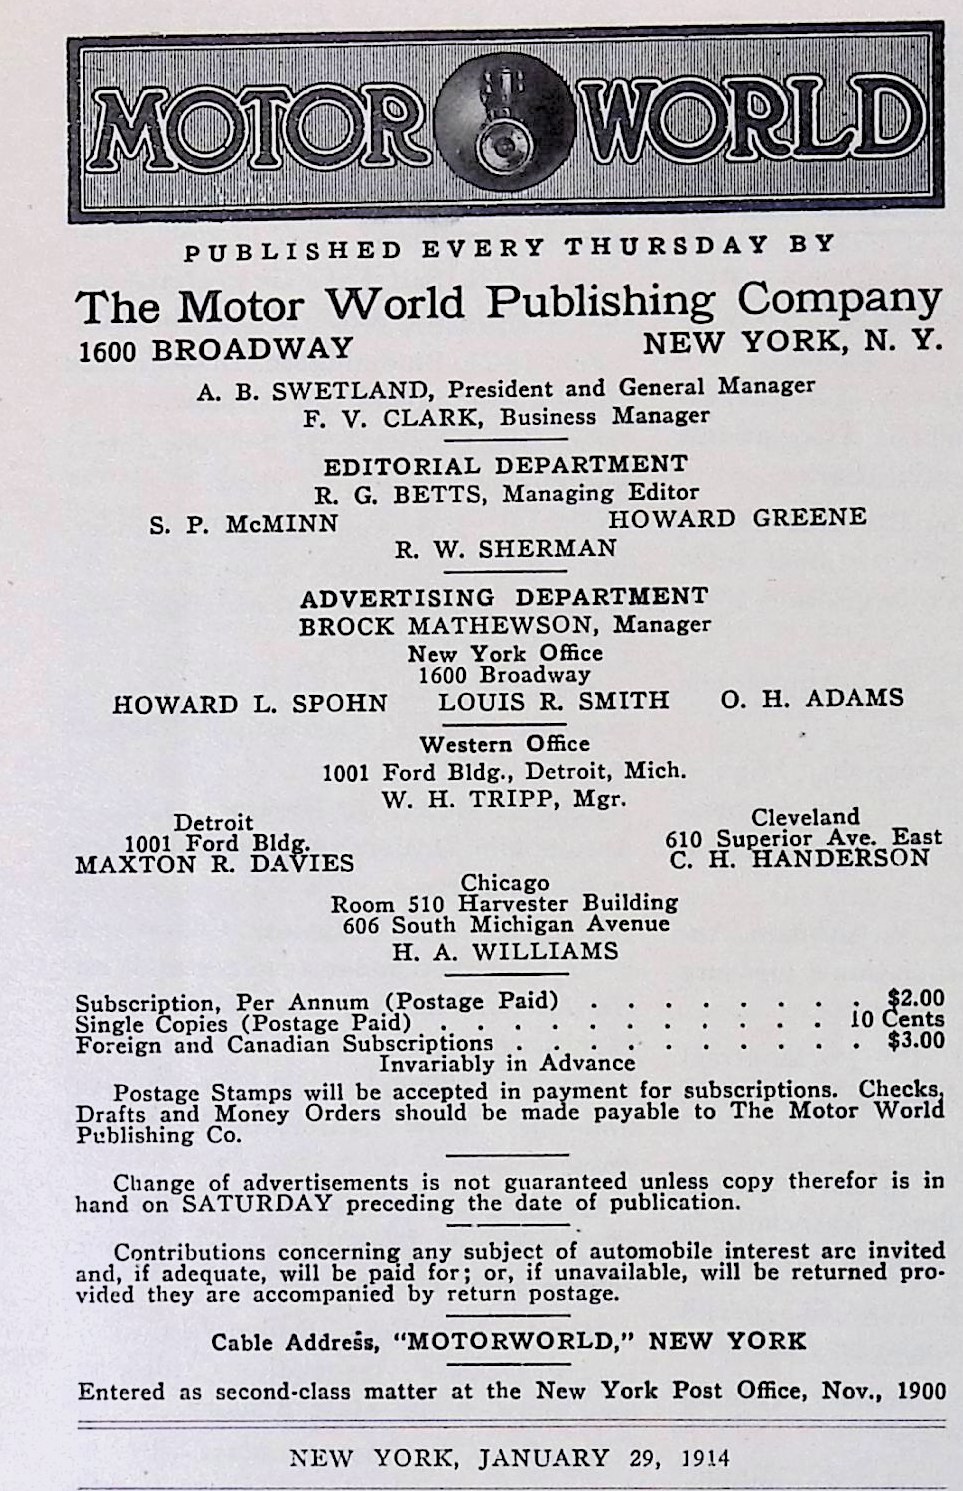 MOTOR WORLD
PUBLISHED EVERY THURSDAY BY
The Motor World Publishing Company
1600 BROADWAY NEW YORK, N. Y.
A. B. SWETLAND, President and General Manager
F. V. CLARK, Business Manager
EDITORIAL DEPARTMENT
R. G. BETTS, Managing Editor
S. P. McMINN HOWARD GREENE
R. W. SHERMAN
ADVERTISING DEPARTMENT
BROCK MATHEWSON, Manager
New York Office
1600 Broadway
HOWARD L. SPOHN LOUIS R. SMITH O. H. ADAMS
Western Office
1001 Ford Bldg., Detroit, Mich.
W. H. TRIPP, Mgr.
Detroit
1001 Ford Bldg.
MAXTON R. DAVIES
Cleveland
610 Superior Ave. East
C. H. HANDERSON
Chicago
Room 510 Harvester Building
606 South Michigan Avenue
H. A. WILLIAMS
Subscription, Per Annum (Postage Paid) . . . . . . . . $2.00
Single Copies (Postage Paid) . . . . . . . . . . . . 10 Cents
Foreign and Canadian Subscriptions . . . . . . . . . . $3.00
Invariably in Advance
Postage Stamps will be accepted in payment for subscriptions. Checks,
Drafts and Money Orders should be made payable to The Motor World
Publishing Co.
Change of advertisements is not guaranteed unless copy therefor is in
hand on SATURDAY preceding the date of publication.
Contributions concerning any subject of automobile interest are invited
and, if adequate, will be paid for; or, if unavailable, will be returned pro-
vided they are accompanied by return postage.
Cable Address, "MOTORWORLD," NEW YORK
Entered as second-class matter at the New York Post Office, Nov., 1900
NEW YORK, JANUARY 29, 1914